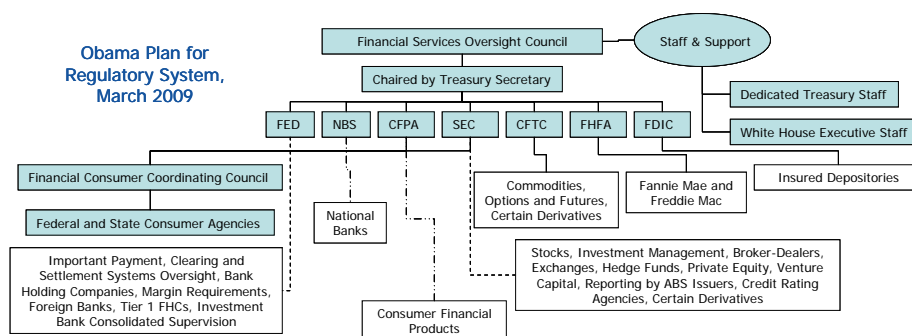 Obama Plan for
Regulatory System,
March 2009
Financial Services Oversight Council
Staff & Support
Chaired by Treasury Secretary
Dedicated Treasury Staff
White House Executive Staff
FED
NBS
CFPA
SEC
CFTC
FHFA
FDIC
Financial Consumer Coordinating Council
Federal and State Consumer Agencies
National
Banks
Commodities,
Options and Futures,
Certain Derivatives
Fannie Mae and
Freddie Mac
Insured Depositories
Important Payment, Clearing and
Settlement Systems Oversight, Bank
Holding Companies, Margin Requirements,
Foreign Banks, Tier 1 FHCs, Investment
Bank Consolidated Supervision
Consumer Financial
Products
Stocks, Investment Management, Broker-Dealers,
Exchanges, Hedge Funds, Private Equity, Venture
Capital, Reporting by ABS Issuers, Credit Rating
Agencies, Certain Derivatives